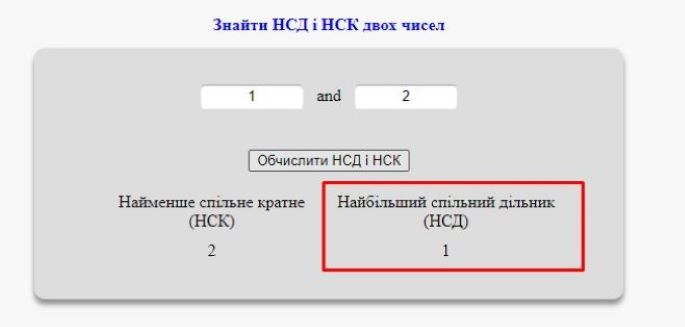 Знайти НСД і НСК двох чисел
1 and 2
Обчислити НСД і НСК
Найменше спільне кратне
(НСК)
2
Найбільший спільний дільник
(НСД)
1